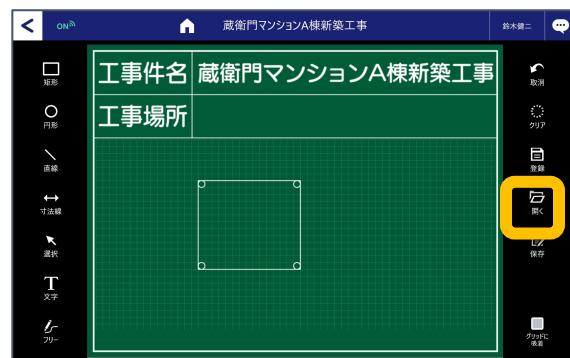 ON
蔵衛門マンションA棟新築工事
鈴木健二
工事件名 蔵衛門マンションA棟新築工事
工事場所
矩形
円形
直線
寸法線
選択
T
文字
フリー
取消
クリア
登録
開く
保存
グリッドに
吸着